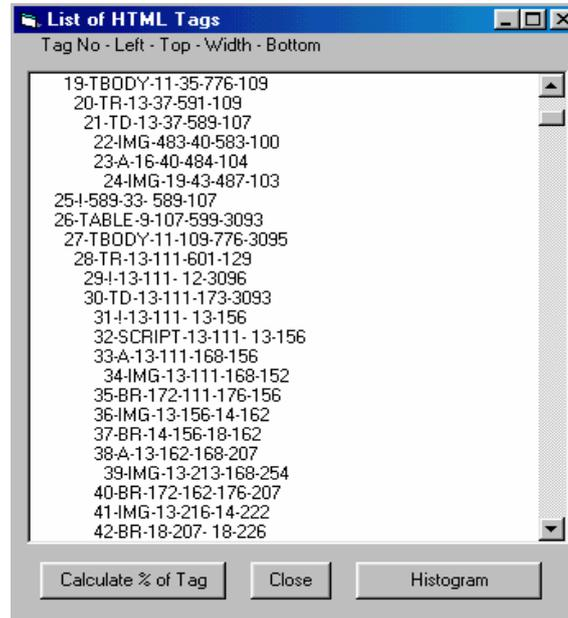 List of HTML Tags
Tag No - Left - Top - Width - Bottom
19-TBODY-11-35-776-109
20-TR-13-37-591-109
21-TD-13-37-589-107
22-IMG-483-40-583-100
23-A-16-40-484-104
24-IMG-19-43-487-103
25-!-589-33- 589-107
26-TABLE-9-107-599-3093
27-TBODY-11-109-776-3095
28-TR-13-111-601-129
29-!-13-111- 12-3096
30-TD-13-111-173-3093
31-!-13-111- 13-156
32-SCRIPT-13-111- 13-156
33-A-13-111-168-156
34-IMG-13-111-168-152
35-BR-172-111-176-156
36-IMG-13-156-14-162
37-BR-14-156-18-162
38-A-13-162-168-207
39-IMG-13-213-168-254
40-BR-172-162-176-207
41-IMG-13-216-14-222
42-BR-18-207- 18-226
Calculate % of Tag Close Histogram